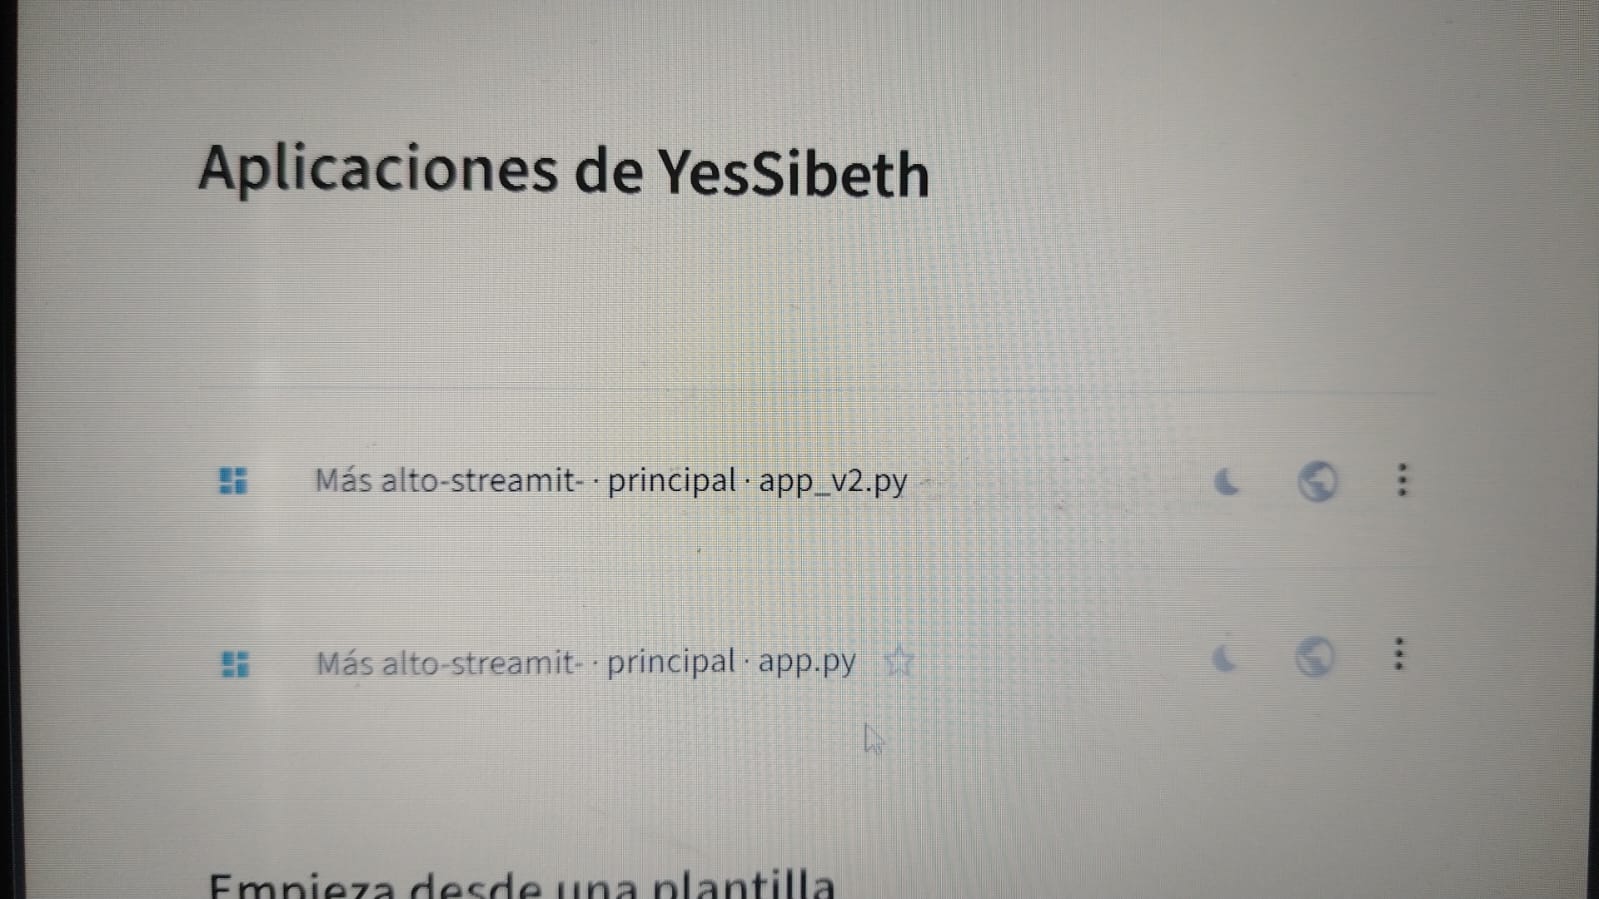 Aplicaciones de YesSibeth
Más alto-streamit- · principal · app_v2.py
Más alto-streamit- · principal · app.py
Empieza desde una plantilla